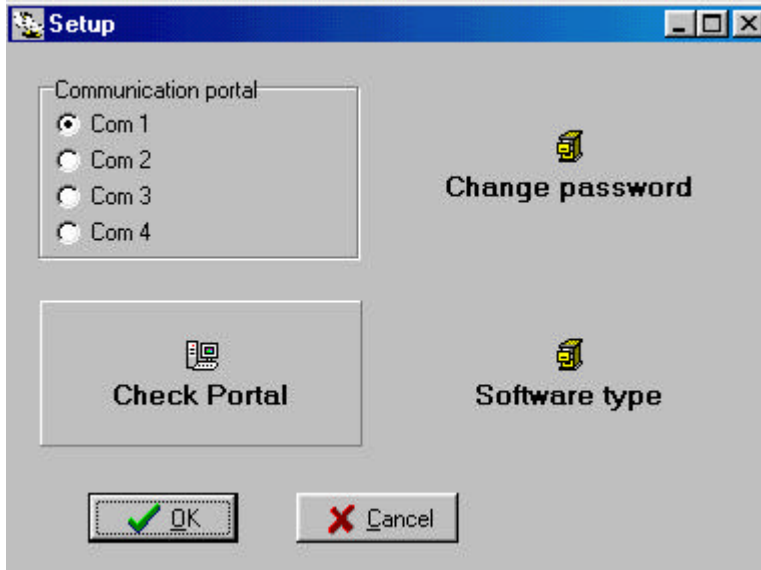 Setup
Communication portal
Com 1
Com 2
Com 3
Com 4
Change password
Check Portal
Software type
OK
Cancel